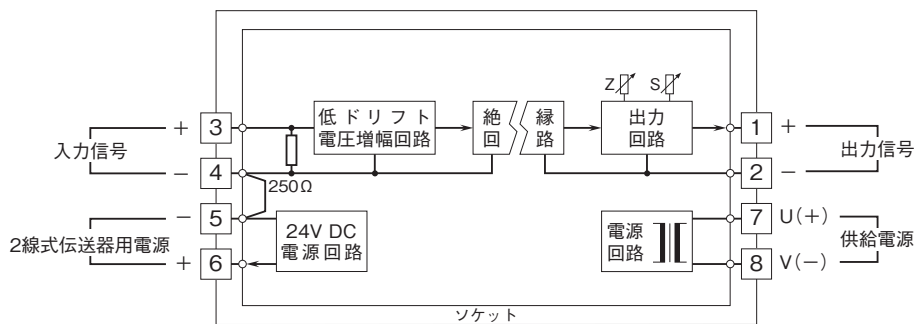 Z S
低ドリフト
電圧増幅回路
絶縁
回路
出力
回路
入力信号
+ 3
− 4
250Ω
1 +
2 −
出力信号
2線式伝送器用電源
− 5
+ 6
24V DC
電源回路
電源
回路
7 U(+)
8 V(−)
供給電源
ソケット